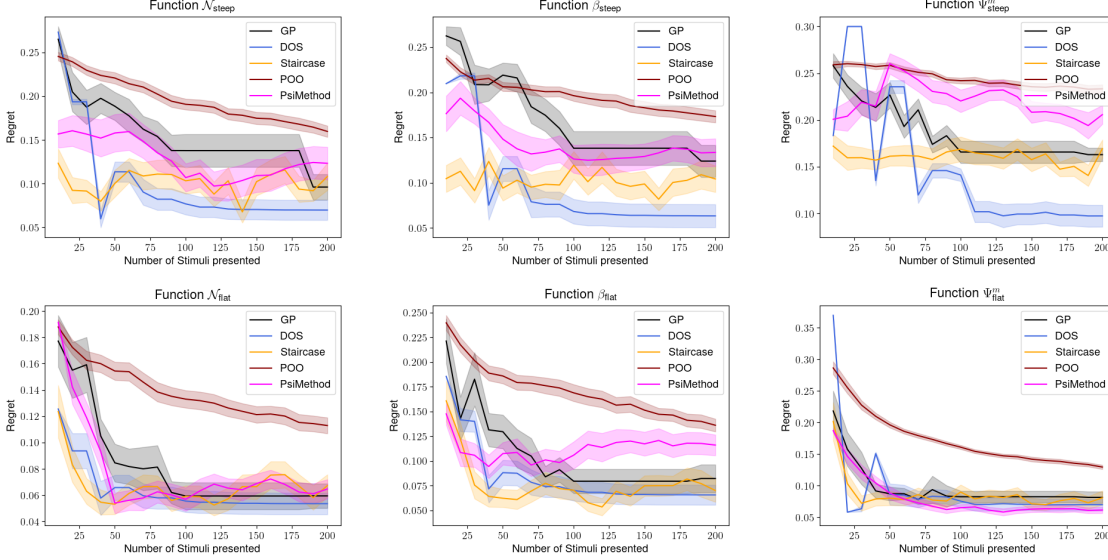 Function 𝒩steep
Regret
0.25
0.20
0.15
0.10
0.05
25 50 75 100 125 150 175 200
Number of Stimuli presented
GP
DOS
Staircase
POO
PsiMethod
Function βsteep
Regret
0.25
0.20
0.15
0.10
0.05
25 50 75 100 125 150 175 200
Number of Stimuli presented
GP
DOS
Staircase
POO
PsiMethod
Function Ψᵐsteep
Regret
0.30
0.25
0.20
0.15
0.10
25 50 75 100 125 150 175 200
Number of Stimuli presented
GP
DOS
Staircase
POO
PsiMethod
Function 𝒩flat
Regret
0.20
0.18
0.16
0.14
0.12
0.10
0.08
0.06
0.04
25 50 75 100 125 150 175 200
Number of Stimuli presented
GP
DOS
Staircase
POO
PsiMethod
Function βflat
Regret
0.250
0.225
0.200
0.175
0.150
0.125
0.100
0.075
0.050
25 50 75 100 125 150 175 200
Number of Stimuli presented
GP
DOS
Staircase
POO
PsiMethod
Function Ψᵐflat
Regret
0.35
0.30
0.25
0.20
0.15
0.10
0.05
25 50 75 100 125 150 175 200
Number of Stimuli presented
GP
DOS
Staircase
POO
PsiMethod